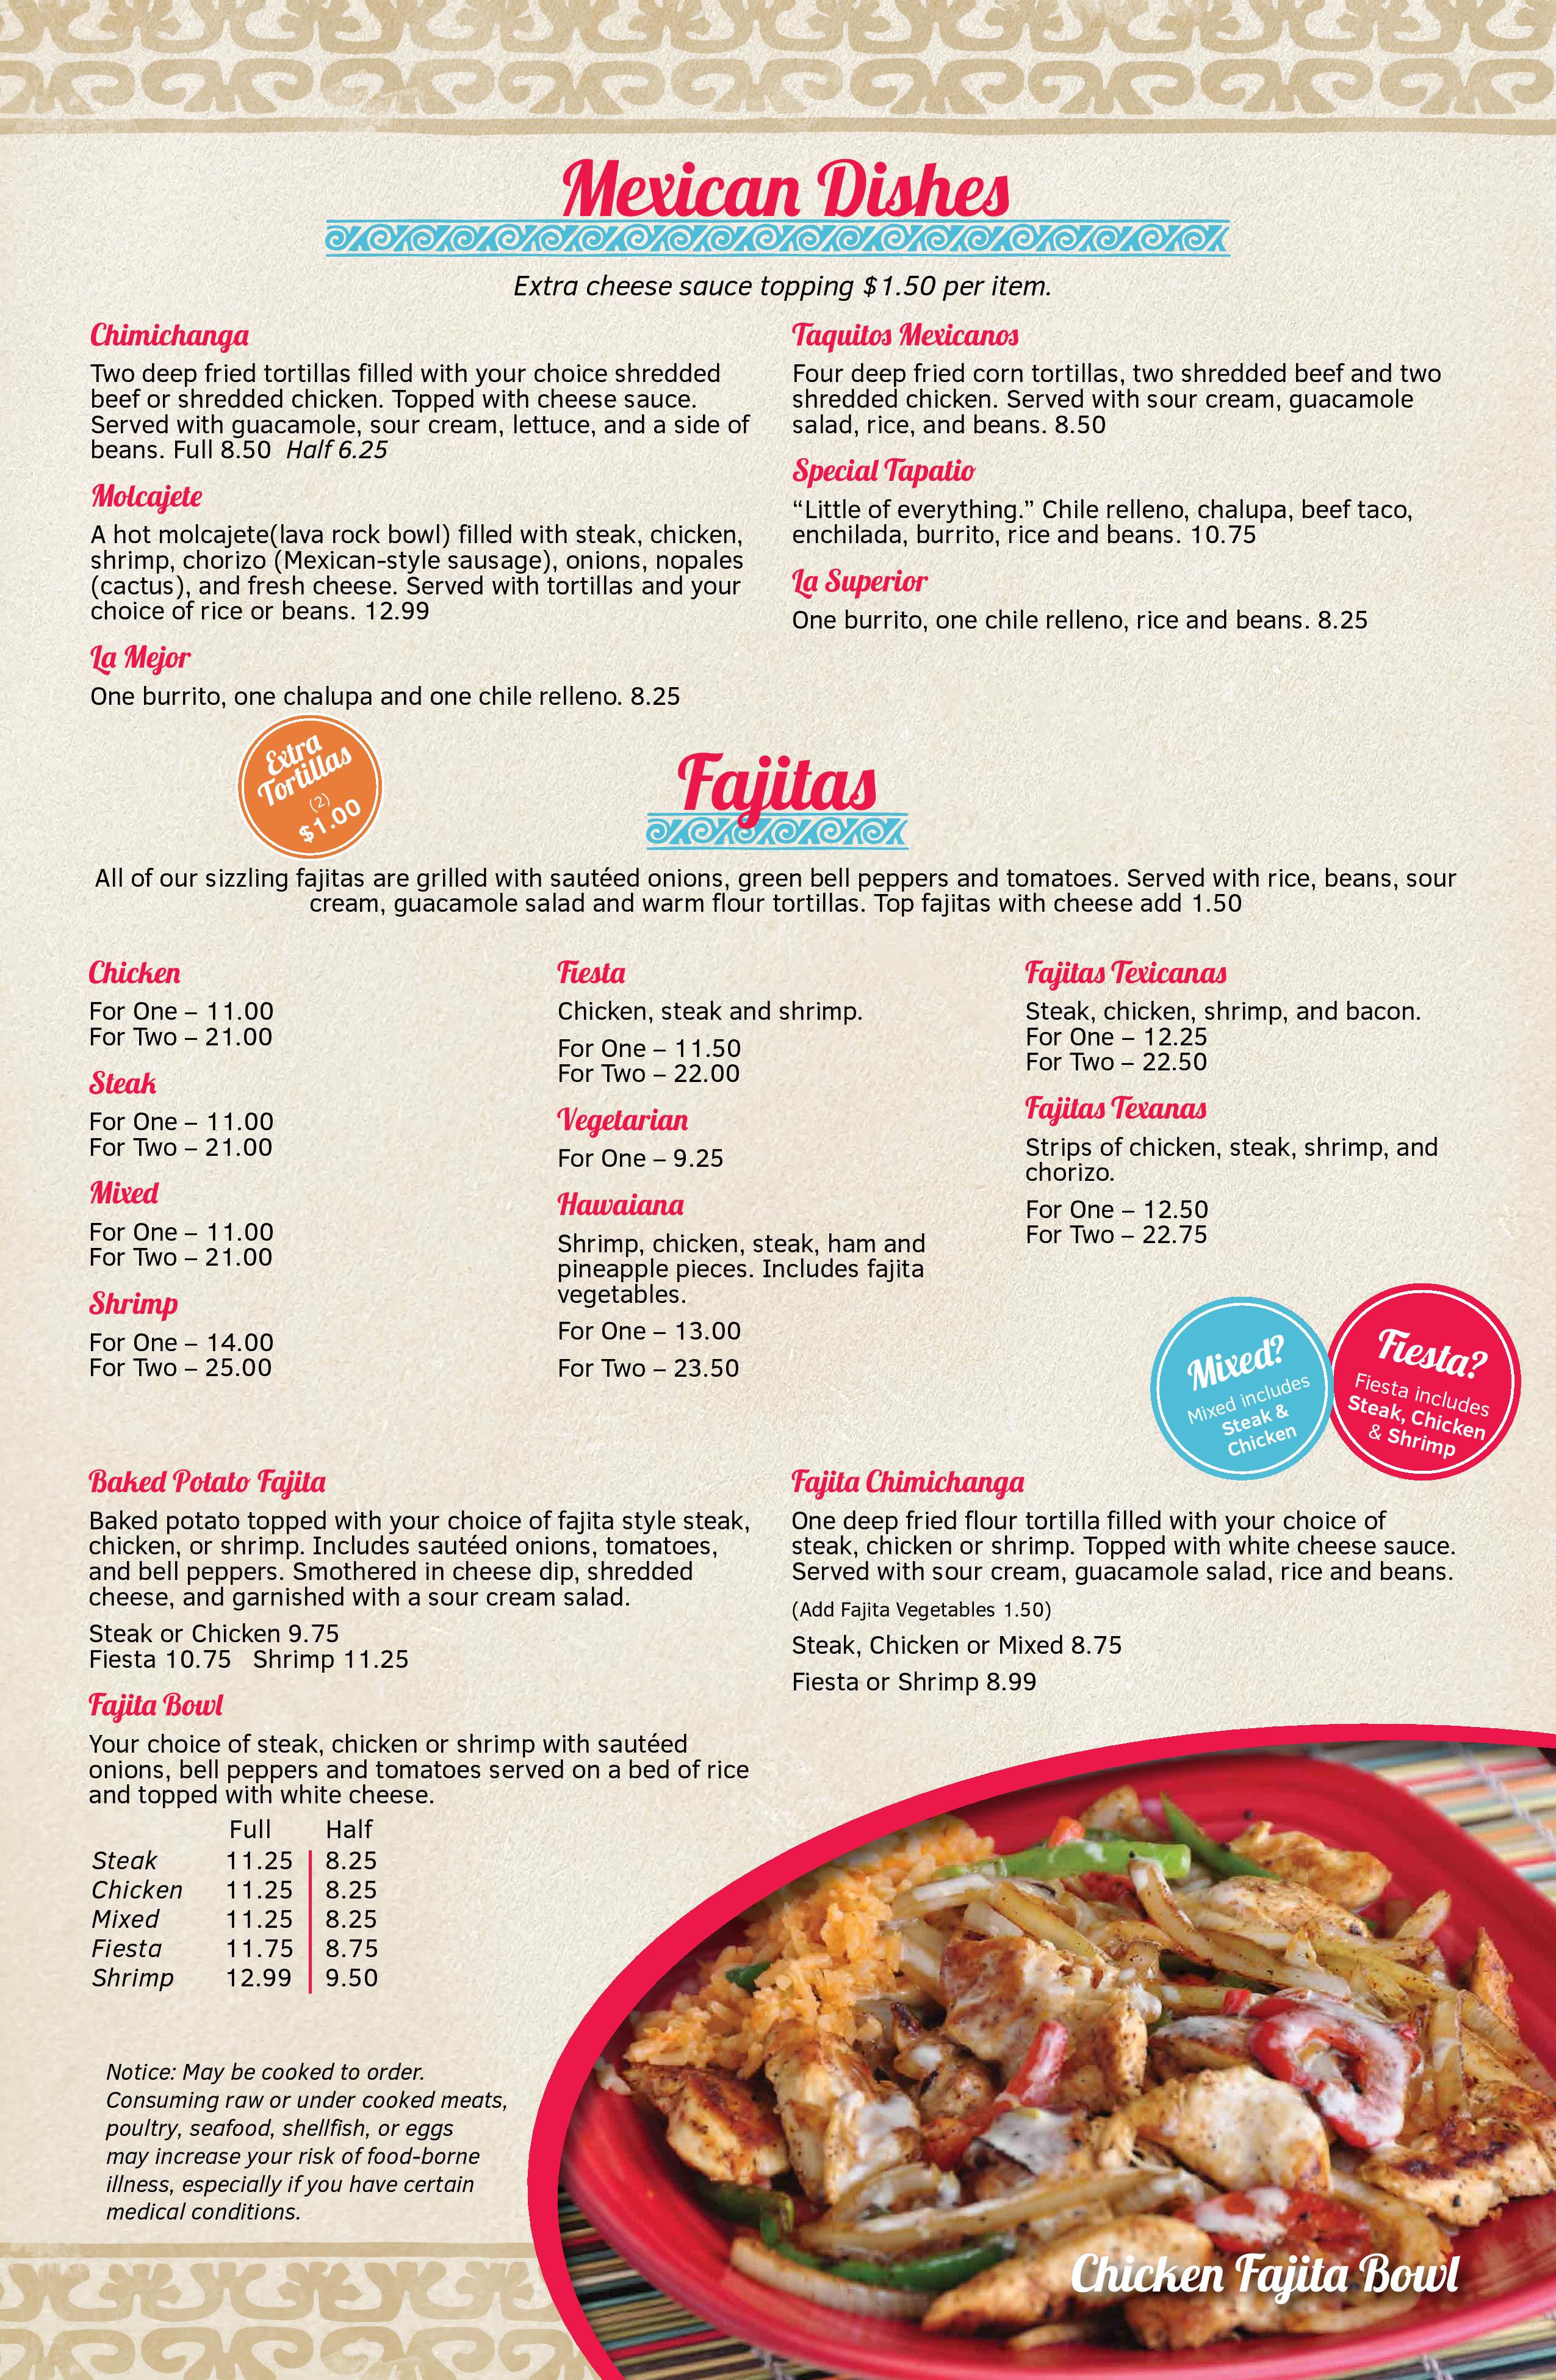 Mexican Dishes
Extra cheese sauce topping $1.50 per item.
Chimichanga
Two deep fried tortillas filled with your choice shredded
beef or shredded chicken. Topped with cheese sauce.
Served with guacamole, sour cream, lettuce, and a side of
beans. Full 8.50 Half 6.25
Molcajete
A hot molcajete(lava rock bowl) filled with steak, chicken,
shrimp, chorizo (Mexican-style sausage), onions, nopales
(cactus), and fresh cheese. Served with tortillas and your
choice of rice or beans. 12.99
La Mejor
One burrito, one chalupa and one chile relleno. 8.25
Taquitos Mexicanos
Four deep fried corn tortillas, two shredded beef and two
shredded chicken. Served with sour cream, guacamole
salad, rice, and beans. 8.50
Special Tapatio
“Little of everything.” Chile relleno, chalupa, beef taco,
enchilada, burrito, rice and beans. 10.75
La Superior
One burrito, one chile relleno, rice and beans. 8.25
Extra
Tortillas
(2)
$1.00
Fajitas
All of our sizzling fajitas are grilled with sautéed onions, green bell peppers and tomatoes. Served with rice, beans, sour
cream, guacamole salad and warm flour tortillas. Top fajitas with cheese add 1.50
Chicken
For One – 11.00
For Two – 21.00
Steak
For One – 11.00
For Two – 21.00
Mixed
For One – 11.00
For Two – 21.00
Shrimp
For One – 14.00
For Two – 25.00
Fiesta
Chicken, steak and shrimp.
For One – 11.50
For Two – 22.00
Vegetarian
For One – 9.25
Hawaiana
Shrimp, chicken, steak, ham and
pineapple pieces. Includes fajita
vegetables.
For One – 13.00
For Two – 23.50
Fajitas Texicanas
Steak, chicken, shrimp, and bacon.
For One – 12.25
For Two – 22.50
Fajitas Texanas
Strips of chicken, steak, shrimp, and
chorizo.
For One – 12.50
For Two – 22.75
Mixed?
Mixed includes
Steak &
Chicken
Fiesta?
Fiesta includes
Steak, Chicken
& Shrimp
Baked Potato Fajita
Baked potato topped with your choice of fajita style steak,
chicken, or shrimp. Includes sautéed onions, tomatoes,
and bell peppers. Smothered in cheese dip, shredded
cheese, and garnished with a sour cream salad.
Steak or Chicken 9.75
Fiesta 10.75 Shrimp 11.25
Fajita Bowl
Your choice of steak, chicken or shrimp with sautéed
onions, bell peppers and tomatoes served on a bed of rice
and topped with white cheese.
Full Half
Steak 11.25 8.25
Chicken 11.25 8.25
Mixed 11.25 8.25
Fiesta 11.75 8.75
Shrimp 12.99 9.50
Fajita Chimichanga
One deep fried flour tortilla filled with your choice of
steak, chicken or shrimp. Topped with white cheese sauce.
Served with sour cream, guacamole salad, rice and beans.
(Add Fajita Vegetables 1.50)
Steak, Chicken or Mixed 8.75
Fiesta or Shrimp 8.99
Notice: May be cooked to order.
Consuming raw or under cooked meats,
poultry, seafood, shellfish, or eggs
may increase your risk of food-borne
illness, especially if you have certain
medical conditions.
Chicken Fajita Bowl